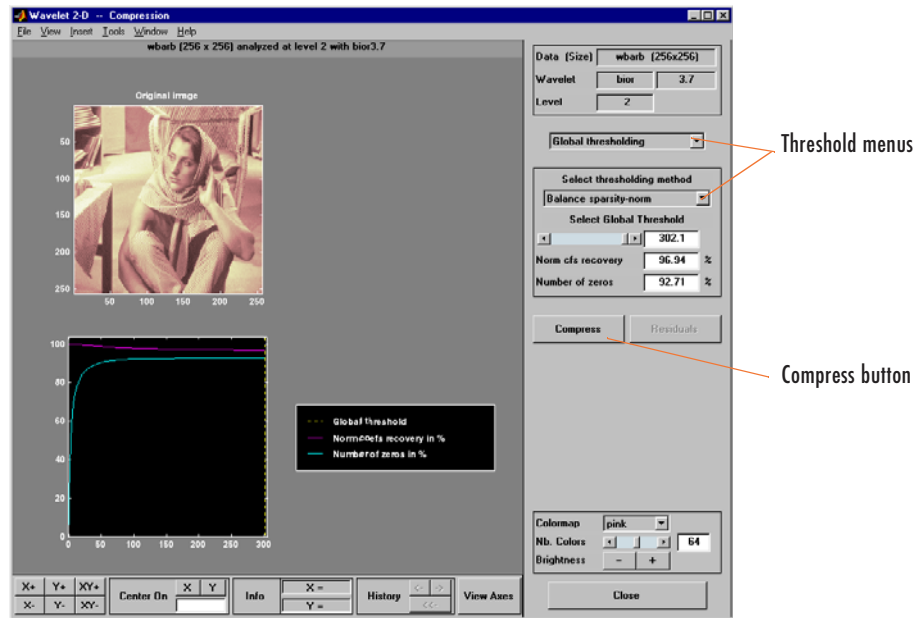 Wavelet 2-D -- Compression
File View Insert Tools Window Help
wbarb (256 x 256) analyzed at level 2 with bior3.7
Original image
50
100
150
200
250
50 100 150 200 250
100
80
60
40
20
0
0 50 100 150 200 250 300
Global threshold
Norm coefs recovery in %
Number of zeros in %
Data (Size) wbarb (256x256)
Wavelet bior 3.7
Level 2
Global thresholding
Select thresholding method
Balance sparsity-norm
Select Global Threshold
302.1
Norm cfs recovery 96.94 %
Number of zeros 92.71 %
Compress Residuals
Threshold menus
Compress button
Colormap pink
Nb. Colors 64
Brightness - +
Close
X+ Y+ XY+
X- Y- XY-
Center On X Y
Info X =
Y =
History <- ->
<<-
View Axes